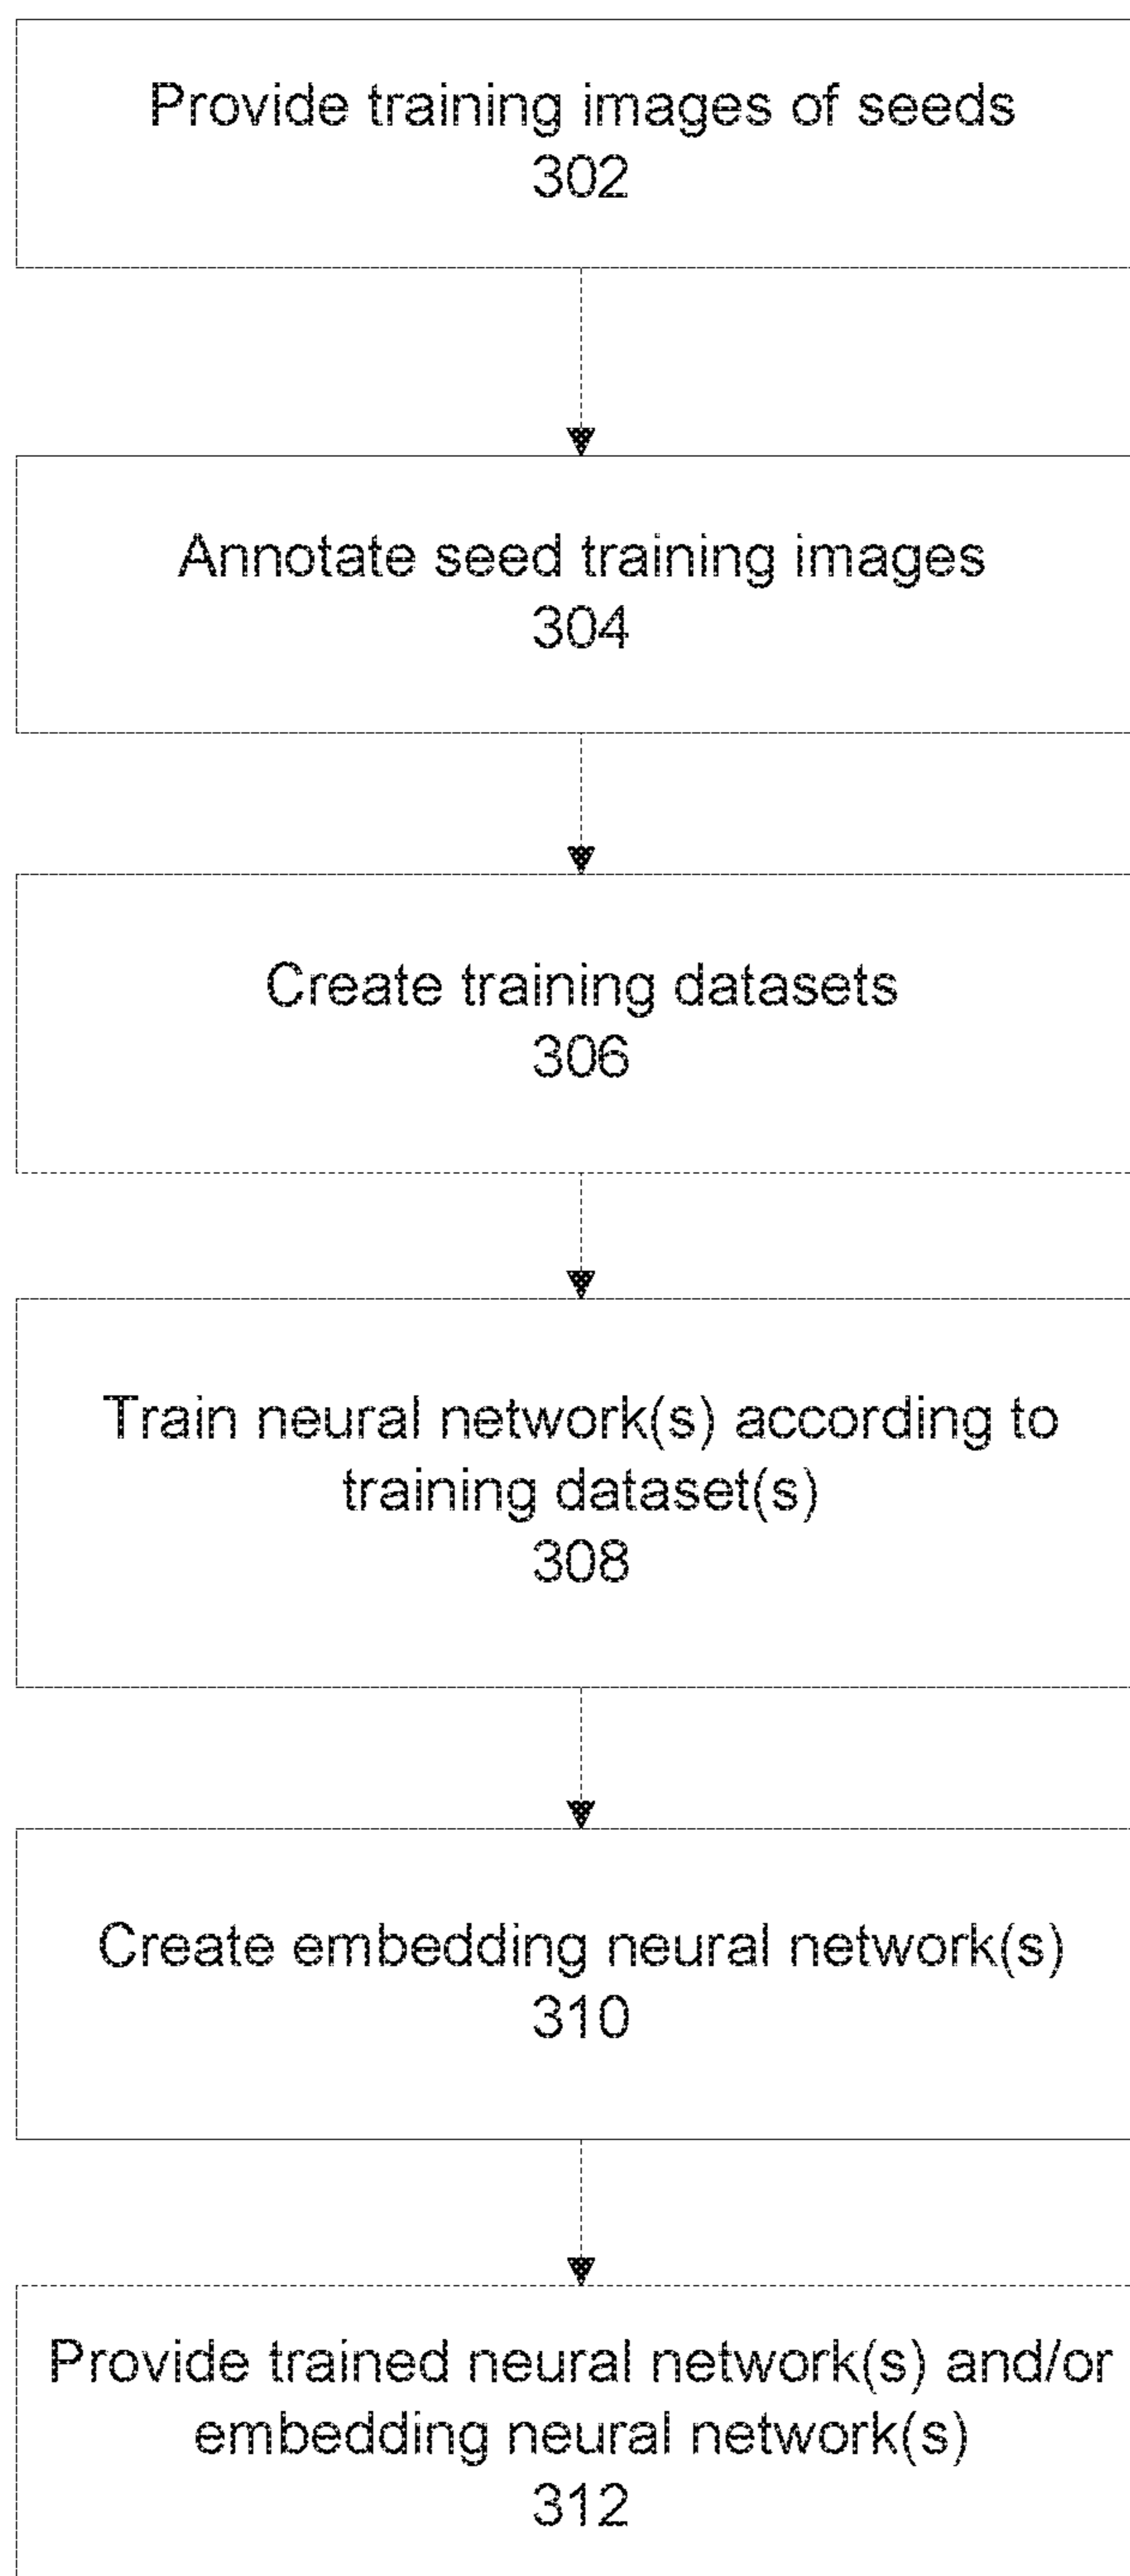 Provide training images of seeds
302
Annotate seed training images
304
Create training datasets
306
Train neural network(s) according to
training dataset(s)
308
Create embedding neural network(s)
310
Provide trained neural network(s) and/or
embedding neural network(s)
312